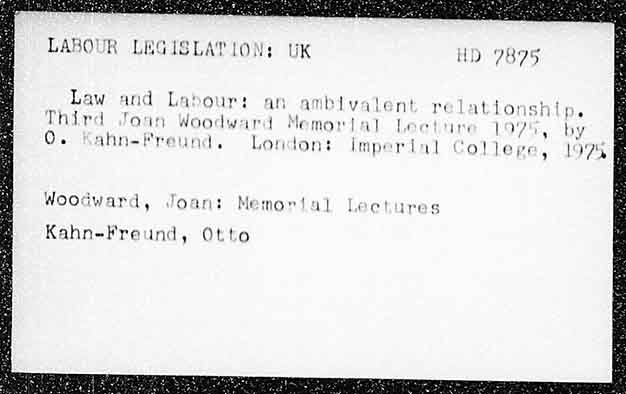 LABOUR LEGISLATION: UK HD 7875
Law and Labour: an ambivalent relationship.
Third Joan Woodward Memorial Lecture 1975, by
O. Kahn-Freund. London: Imperial College, 1975.
Woodward, Joan: Memorial Lectures
Kahn-Freund, Otto